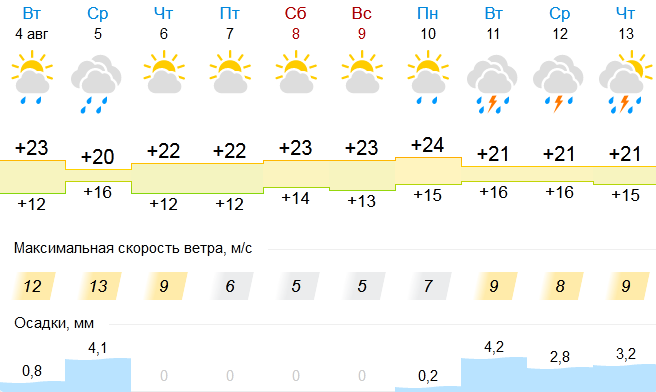 Вт Ср Чт Пт Сб Вс Пн Вт Ср Чт
4 авг 5 6 7 8 9 10 11 12 13
+23 +20 +22 +22 +23 +23 +24 +21 +21 +21
+12 +16 +12 +12 +14 +13 +15 +16 +16 +15
Максимальная скорость ветра, м/с
12 13 9 6 5 5 7 9 8 9
Осадки, мм
0,8 4,1 0 0 0 0 0,2 4,2 2,8 3,2